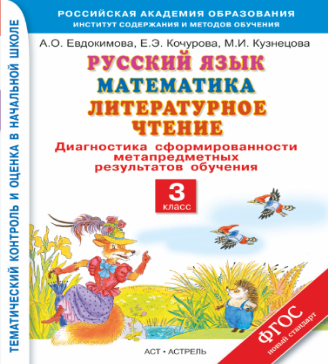 РОССИЙСКАЯ АКАДЕМИЯ ОБРАЗОВАНИЯ
ИНСТИТУТ СОДЕРЖАНИЯ И МЕТОДОВ ОБУЧЕНИЯ
ТЕМАТИЧЕСКИЙ КОНТРОЛЬ И ОЦЕНКА В НАЧАЛЬНОЙ ШКОЛЕ
А.О. Евдокимова, Е.Э. Кочурова, М.И. Кузнецова
РУССКИЙ ЯЗЫК
МАТЕМАТИКА
ЛИТЕРАТУРНОЕ
ЧТЕНИЕ
Диагностика сформированности
метапредметных
результатов обучения
3
класс
ФГОС
новый стандарт
АСТ • АСТРЕЛЬ